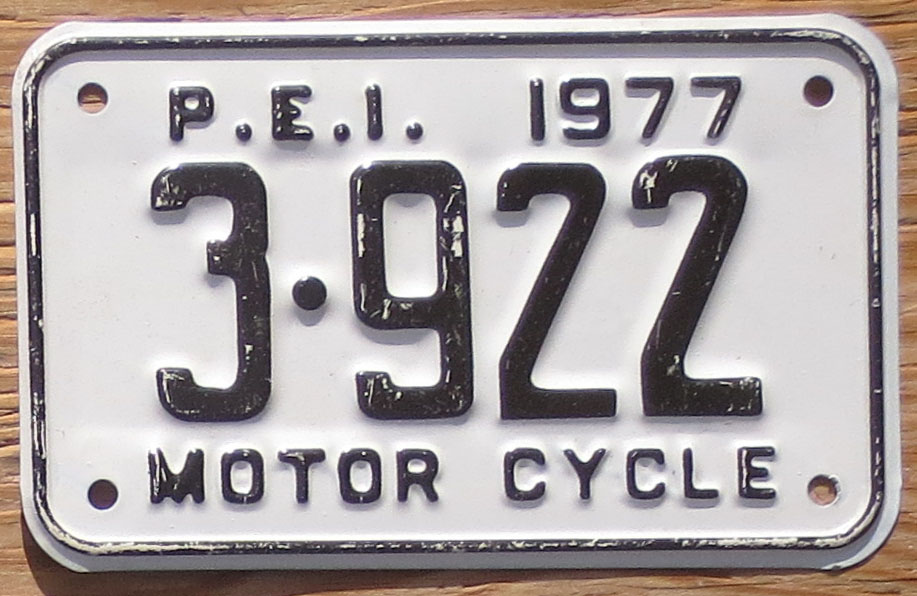 P.E.I. 1977
3·922
MOTOR CYCLE